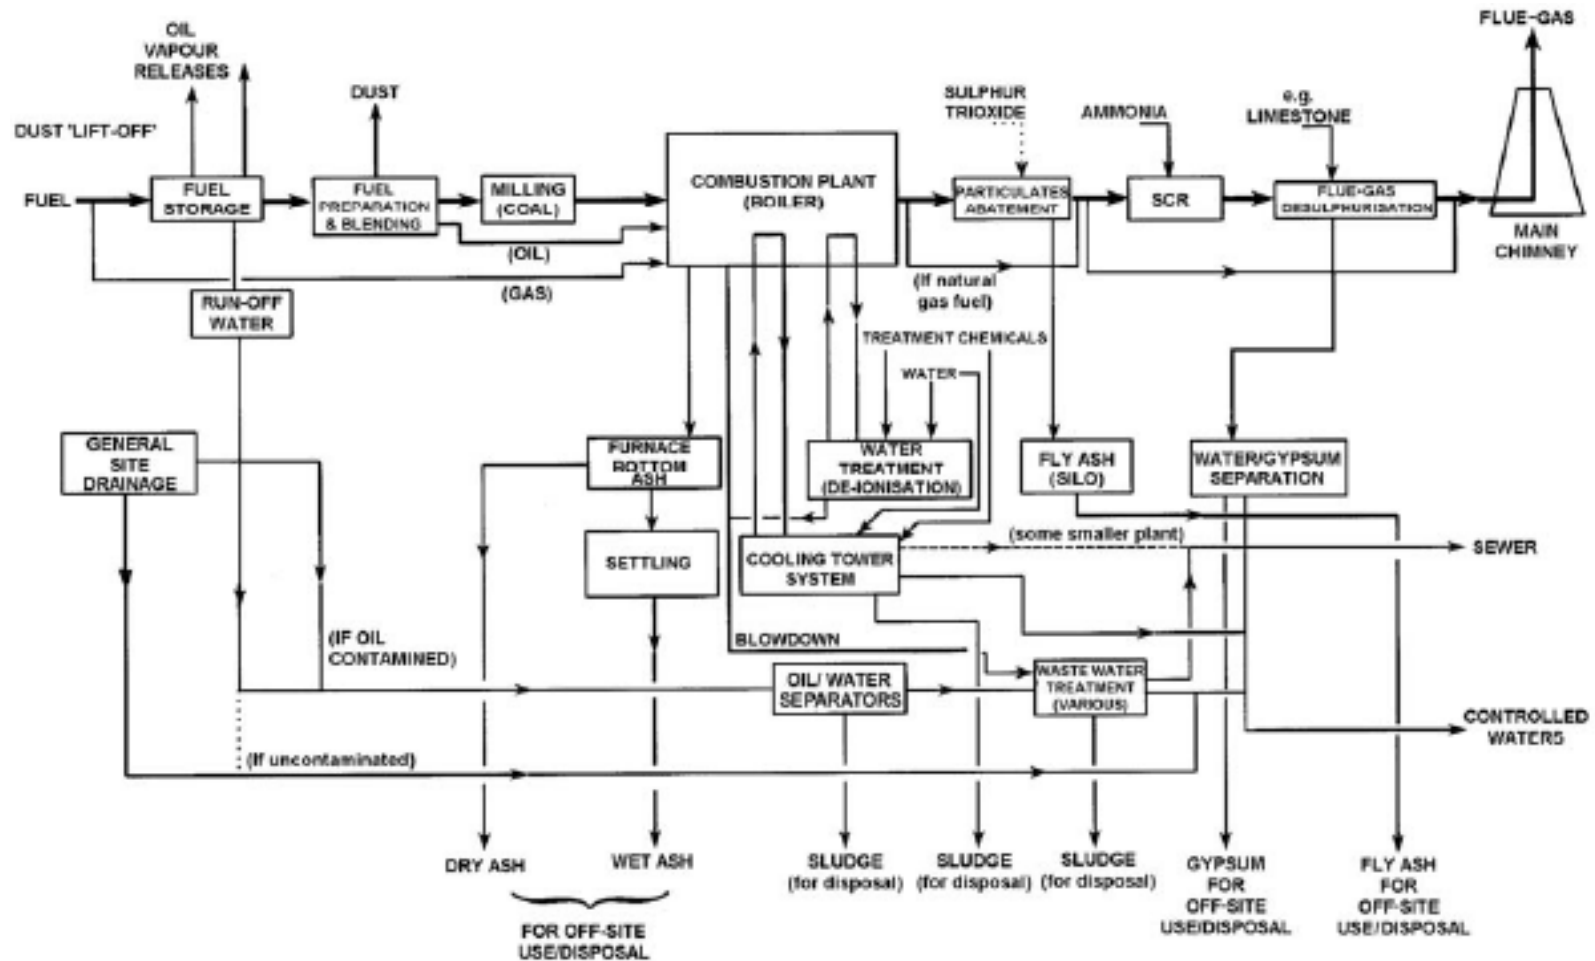 OIL
VAPOUR
RELEASES
FLUE-GAS
DUST 'LIFT-OFF'
DUST
SULPHUR
TRIOXIDE
AMMONIA
e.g.
LIMESTONE
FUEL
FUEL
STORAGE
FUEL
PREPARATION
& BLENDING
MILLING
(COAL)
COMBUSTION PLANT
(BOILER)
PARTICULATES
ABATEMENT
SCR
FLUE-GAS
DESULPHURISATION
MAIN
CHIMNEY
(OIL)
(GAS)
(If natural
gas fuel)
RUN-OFF
WATER
TREATMENT CHEMICALS
WATER
GENERAL
SITE
DRAINAGE
FURNACE
BOTTOM
ASH
WATER
TREATMENT
(DE-IONISATION)
FLY ASH
(SILO)
WATER/GYPSUM
SEPARATION
SETTLING
COOLING TOWER
SYSTEM
(some smaller plant)
SEWER
(IF OIL
CONTAMINED)
BLOWDOWN
OIL/ WATER
SEPARATORS
WASTE WATER
TREATMENT
(VARIOUS)
CONTROLLED
WATERS
(If uncontaminated)
DRY ASH
WET ASH
SLUDGE
(for disposal)
SLUDGE
(for disposal)
SLUDGE
(for disposal)
GYPSUM
FOR
OFF-SITE
USE/DISPOSAL
FLY ASH
FOR
OFF-SITE
USE/DISPOSAL
FOR OFF-SITE
USE/DISPOSAL